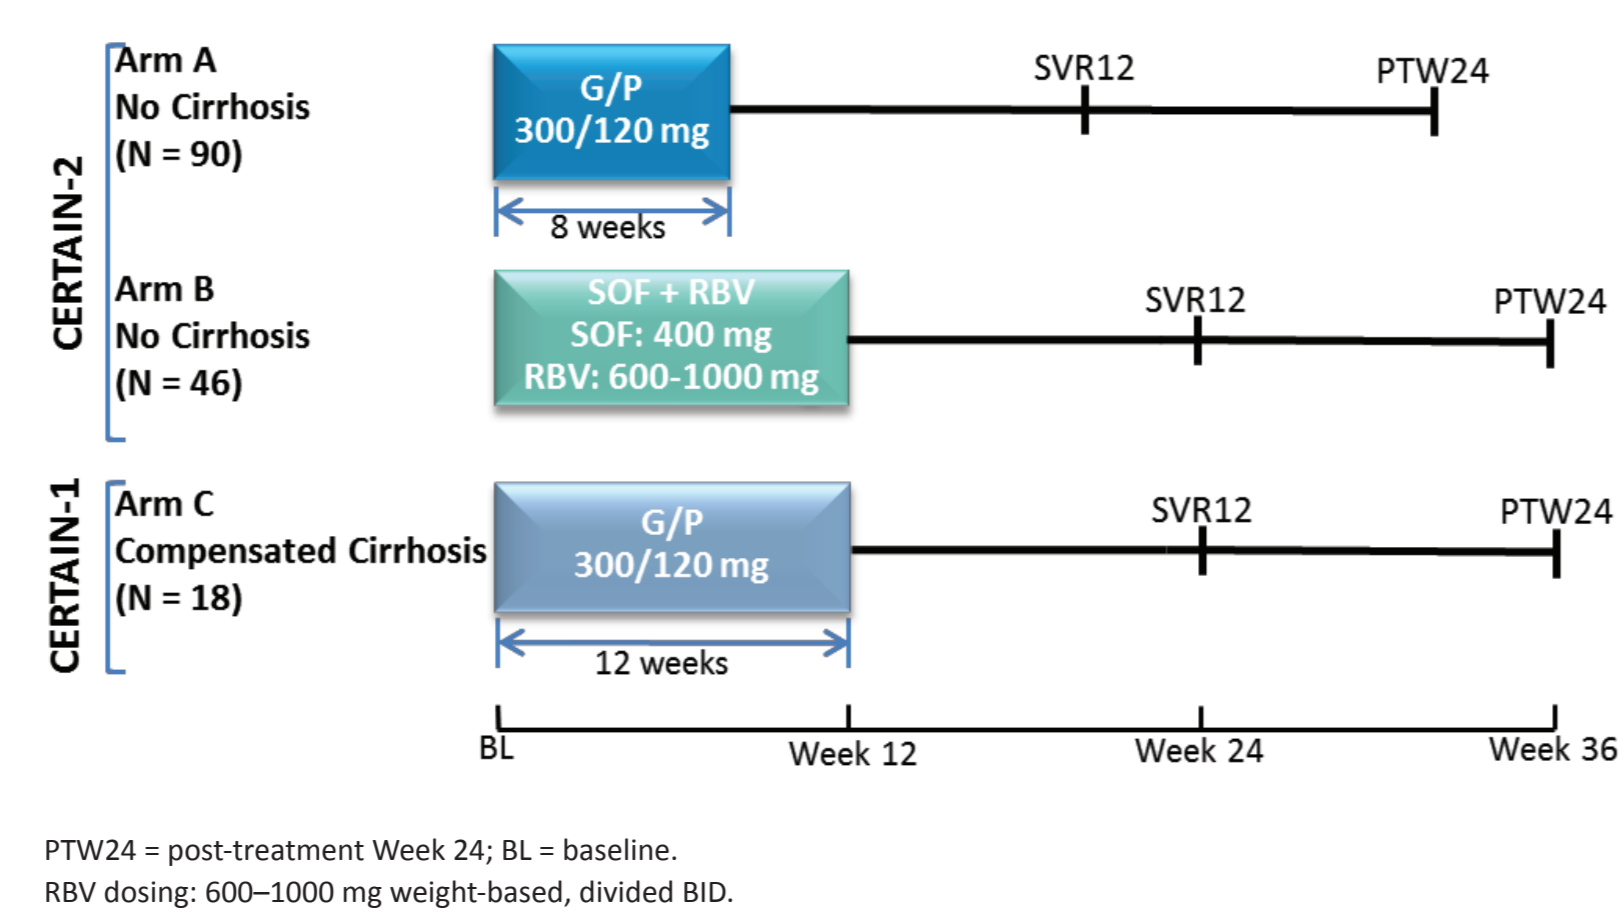 CERTAIN-2
Arm A
No Cirrhosis
(N = 90)
G/P
300/120 mg
8 weeks
SVR12
PTW24
Arm B
No Cirrhosis
(N = 46)
SOF + RBV
SOF: 400 mg
RBV: 600-1000 mg
SVR12
PTW24
CERTAIN-1
Arm C
Compensated Cirrhosis
(N = 18)
G/P
300/120 mg
12 weeks
SVR12
PTW24
BL
Week 12
Week 24
Week 36
PTW24 = post-treatment Week 24; BL = baseline.
RBV dosing: 600–1000 mg weight-based, divided BID.